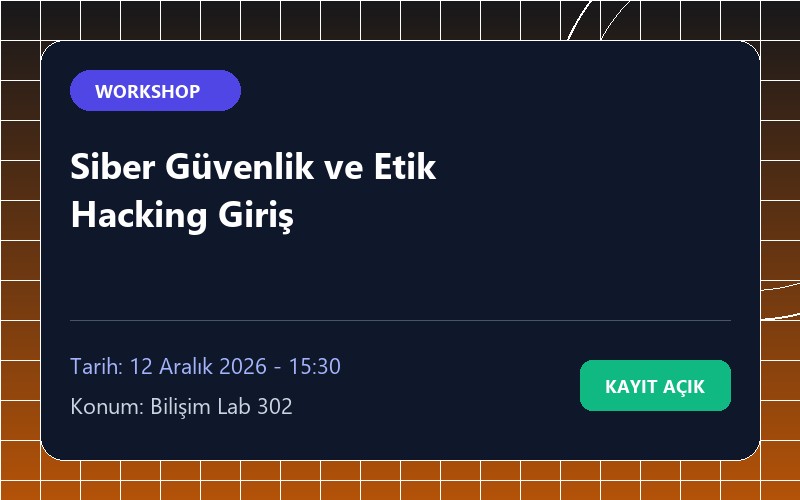 WORKSHOP
Siber Güvenlik ve Etik
Hacking Giriş
Tarih: 12 Aralık 2026 - 15:30
Konum: Bilişim Lab 302
KAYIT AÇIK